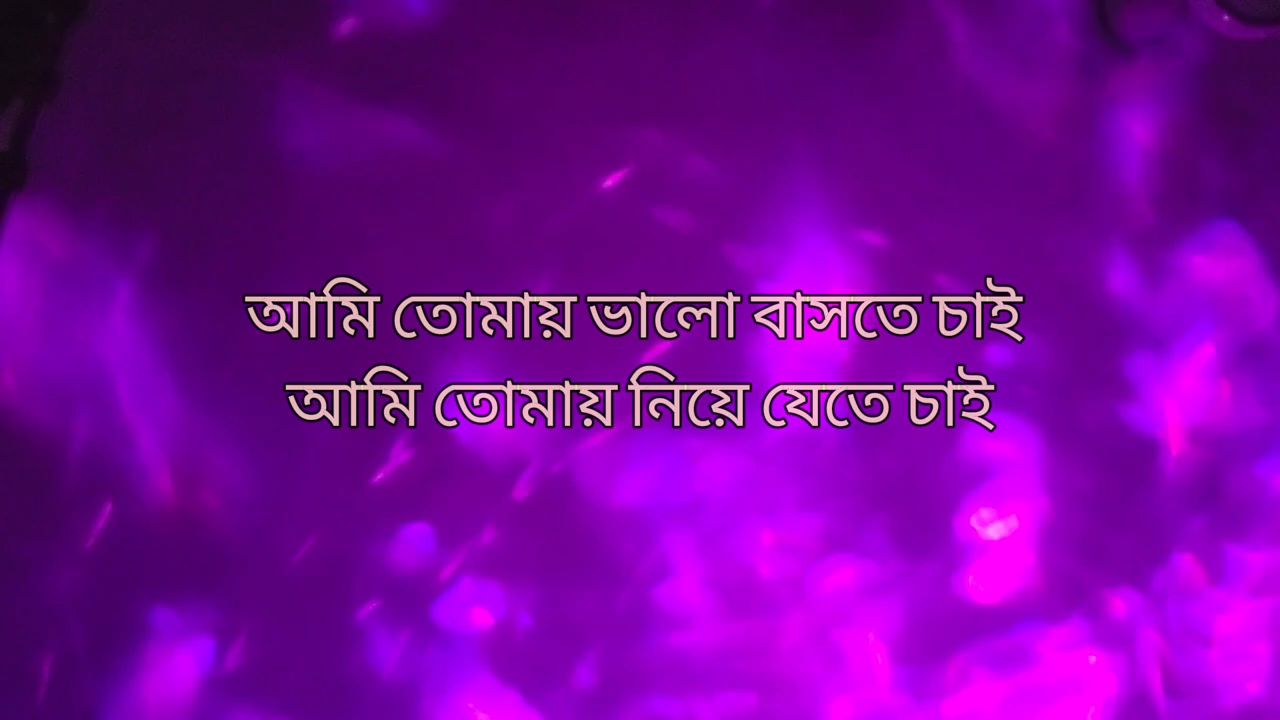 আমি তোমায় ভালো বাসতে চাই
আমি তোমায় নিয়ে যেতে চাই